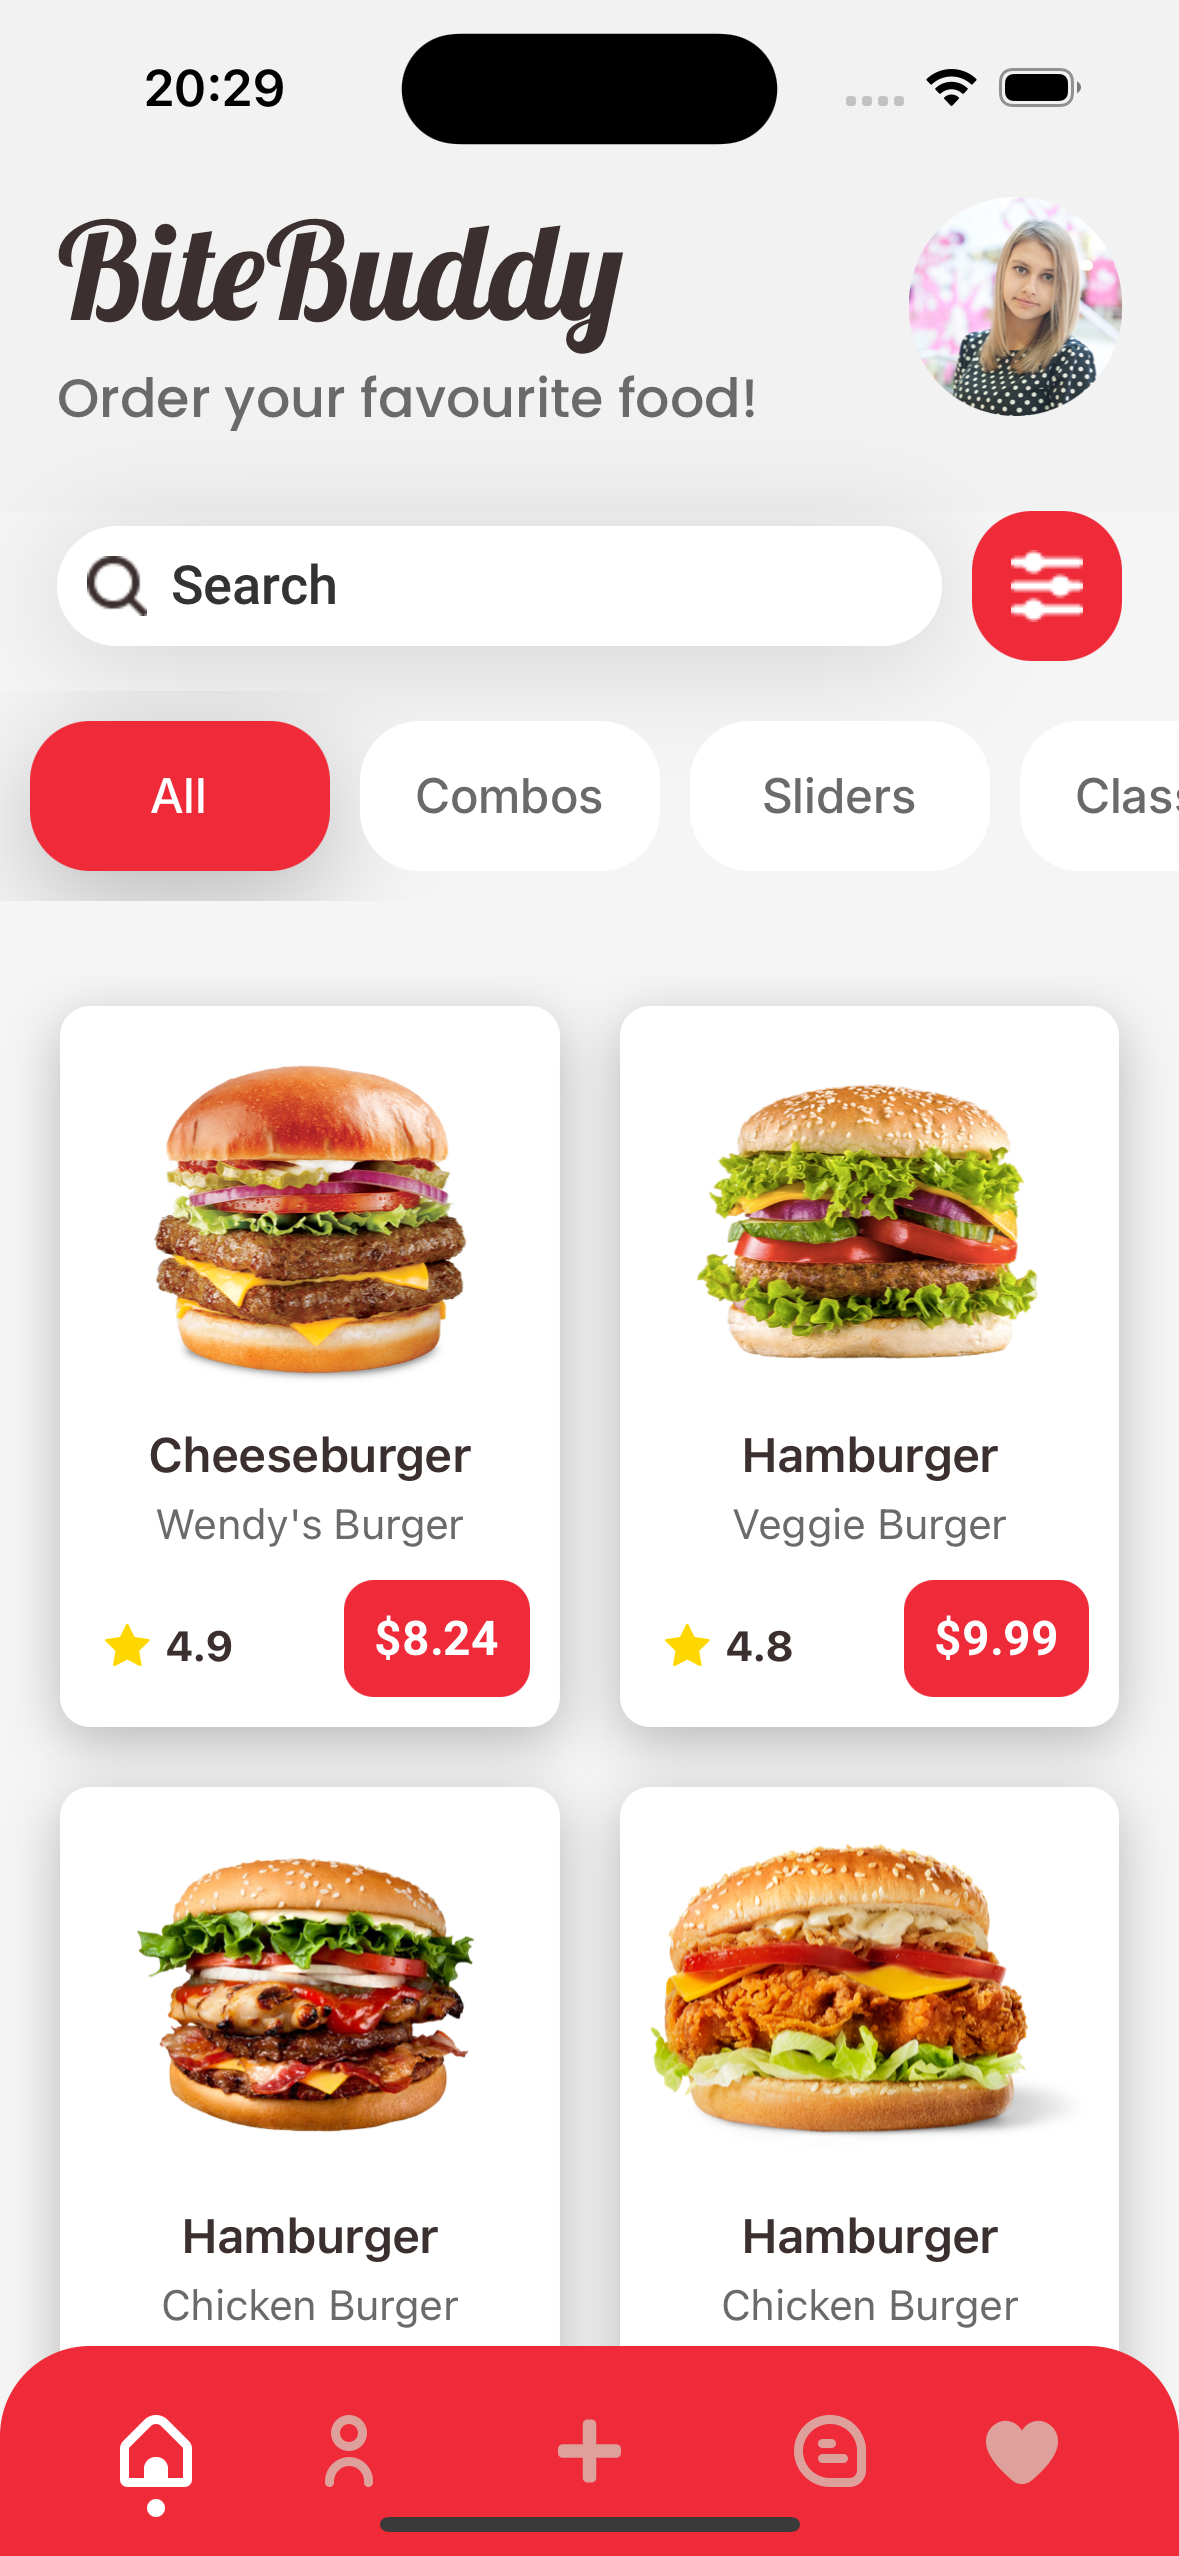 20:29
BiteBuddy
Order your favourite food!
Search
All Combos Sliders Clas
Cheeseburger Hamburger
Wendy's Burger Veggie Burger
4.9 $8.24 4.8 $9.99
Hamburger Hamburger
Chicken Burger Chicken Burger